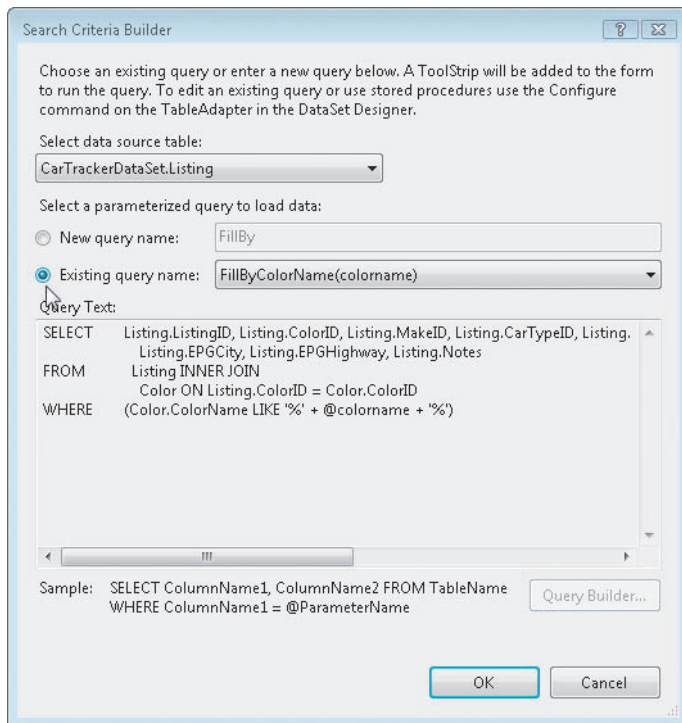 Search Criteria Builder
Choose an existing query or enter a new query below. A ToolStrip will be added to the form
to run the query. To edit an existing query or use stored procedures use the Configure
command on the TableAdapter in the DataSet Designer.
Select data source table:
CarTrackerDataSet.Listing
Select a parameterized query to load data:
New query name: FillBy
Existing query name: FillByColorName(colorname)
Query Text:
SELECT Listing.ListingID, Listing.ColorID, Listing.MakeID, Listing.CarTypeID, Listing.
Listing.EPGCity, Listing.EPGHighway, Listing.Notes
FROM Listing INNER JOIN
Color ON Listing.ColorID = Color.ColorID
WHERE (Color.ColorName LIKE '%' + @colorname + '%')
Sample: SELECT ColumnName1, ColumnName2 FROM TableName
WHERE ColumnName1 = @ParameterName
Query Builder...
OK Cancel